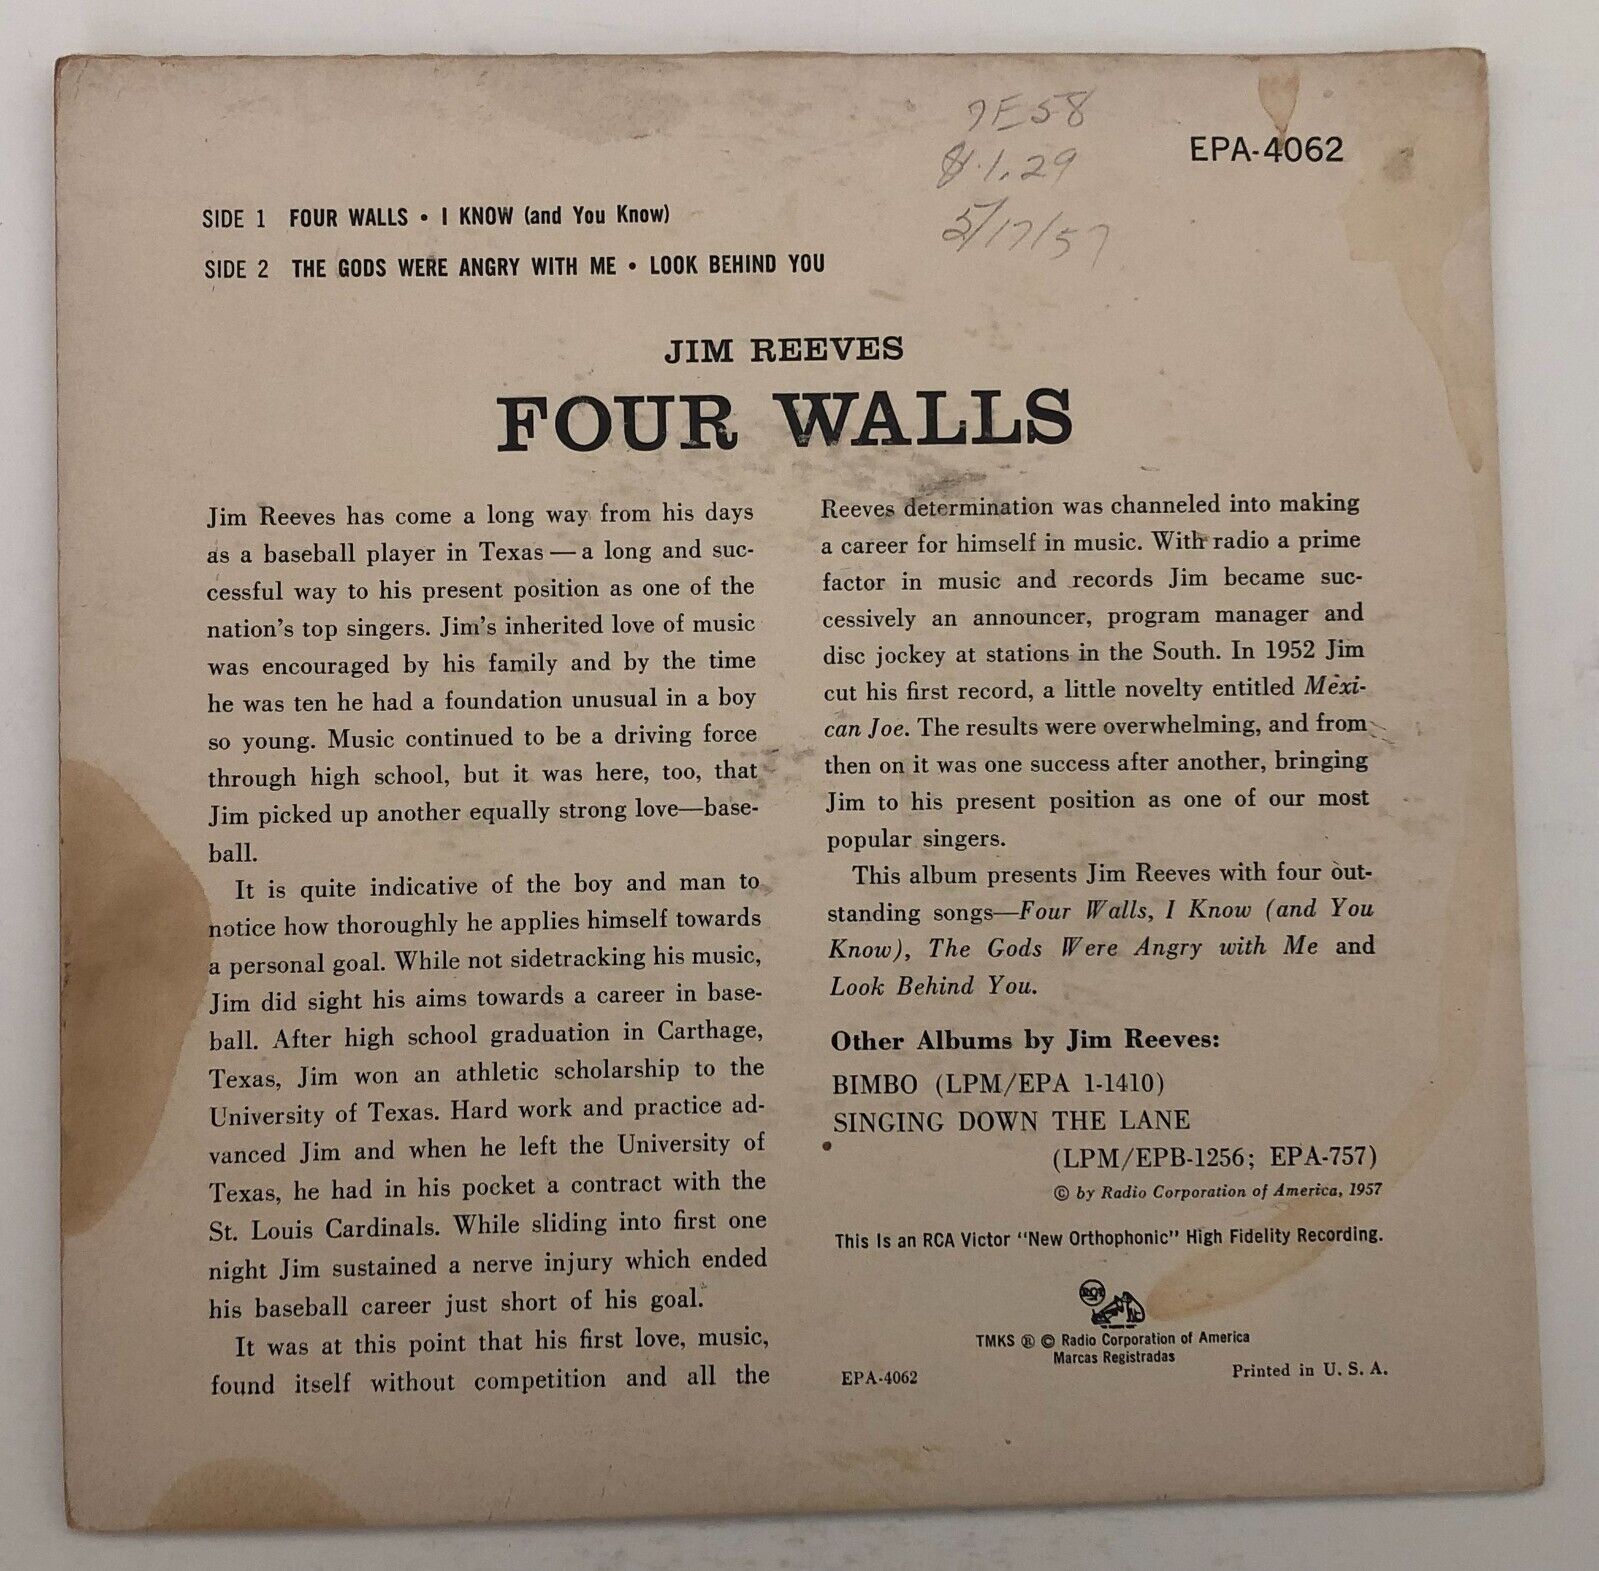 7E58
$1.29
5/17/57
EPA-4062
SIDE 1 FOUR WALLS • I KNOW (and You Know)
SIDE 2 THE GODS WERE ANGRY WITH ME • LOOK BEHIND YOU
JIM REEVES
FOUR WALLS
Jim Reeves has come a long way from his days
as a baseball player in Texas — a long and suc-
cessful way to his present position as one of the
nation's top singers. Jim's inherited love of music
was encouraged by his family and by the time
he was ten he had a foundation unusual in a boy
so young. Music continued to be a driving force
through high school, but it was here, too, that
Jim picked up another equally strong love—base-
ball.
It is quite indicative of the boy and man to
notice how thoroughly he applies himself towards
a personal goal. While not sidetracking his music,
Jim did sight his aims towards a career in base-
ball. After high school graduation in Carthage,
Texas, Jim won an athletic scholarship to the
University of Texas. Hard work and practice ad-
vanced Jim and when he left the University of
Texas, he had in his pocket a contract with the
St. Louis Cardinals. While sliding into first one
night Jim sustained a nerve injury which ended
his baseball career just short of his goal.
It was at this point that his first love, music,
found itself without competition and all the
Reeves determination was channeled into making
a career for himself in music. With radio a prime
factor in music and records Jim became suc-
cessively an announcer, program manager and
disc jockey at stations in the South. In 1952 Jim
cut his first record, a little novelty entitled Mexi-
can Joe. The results were overwhelming, and from
then on it was one success after another, bringing
Jim to his present position as one of our most
popular singers.
This album presents Jim Reeves with four out-
standing songs—Four Walls, I Know (and You
Know), The Gods Were Angry with Me and
Look Behind You.
Other Albums by Jim Reeves:
BIMBO (LPM/EPA 1-1410)
SINGING DOWN THE LANE
(LPM/EPB-1256; EPA-757)
© by Radio Corporation of America, 1957
This Is an RCA Victor "New Orthophonic" High Fidelity Recording.
RCA
TMKS ® © Radio Corporation of America
Marcas Registradas
EPA-4062
Printed in U. S. A.